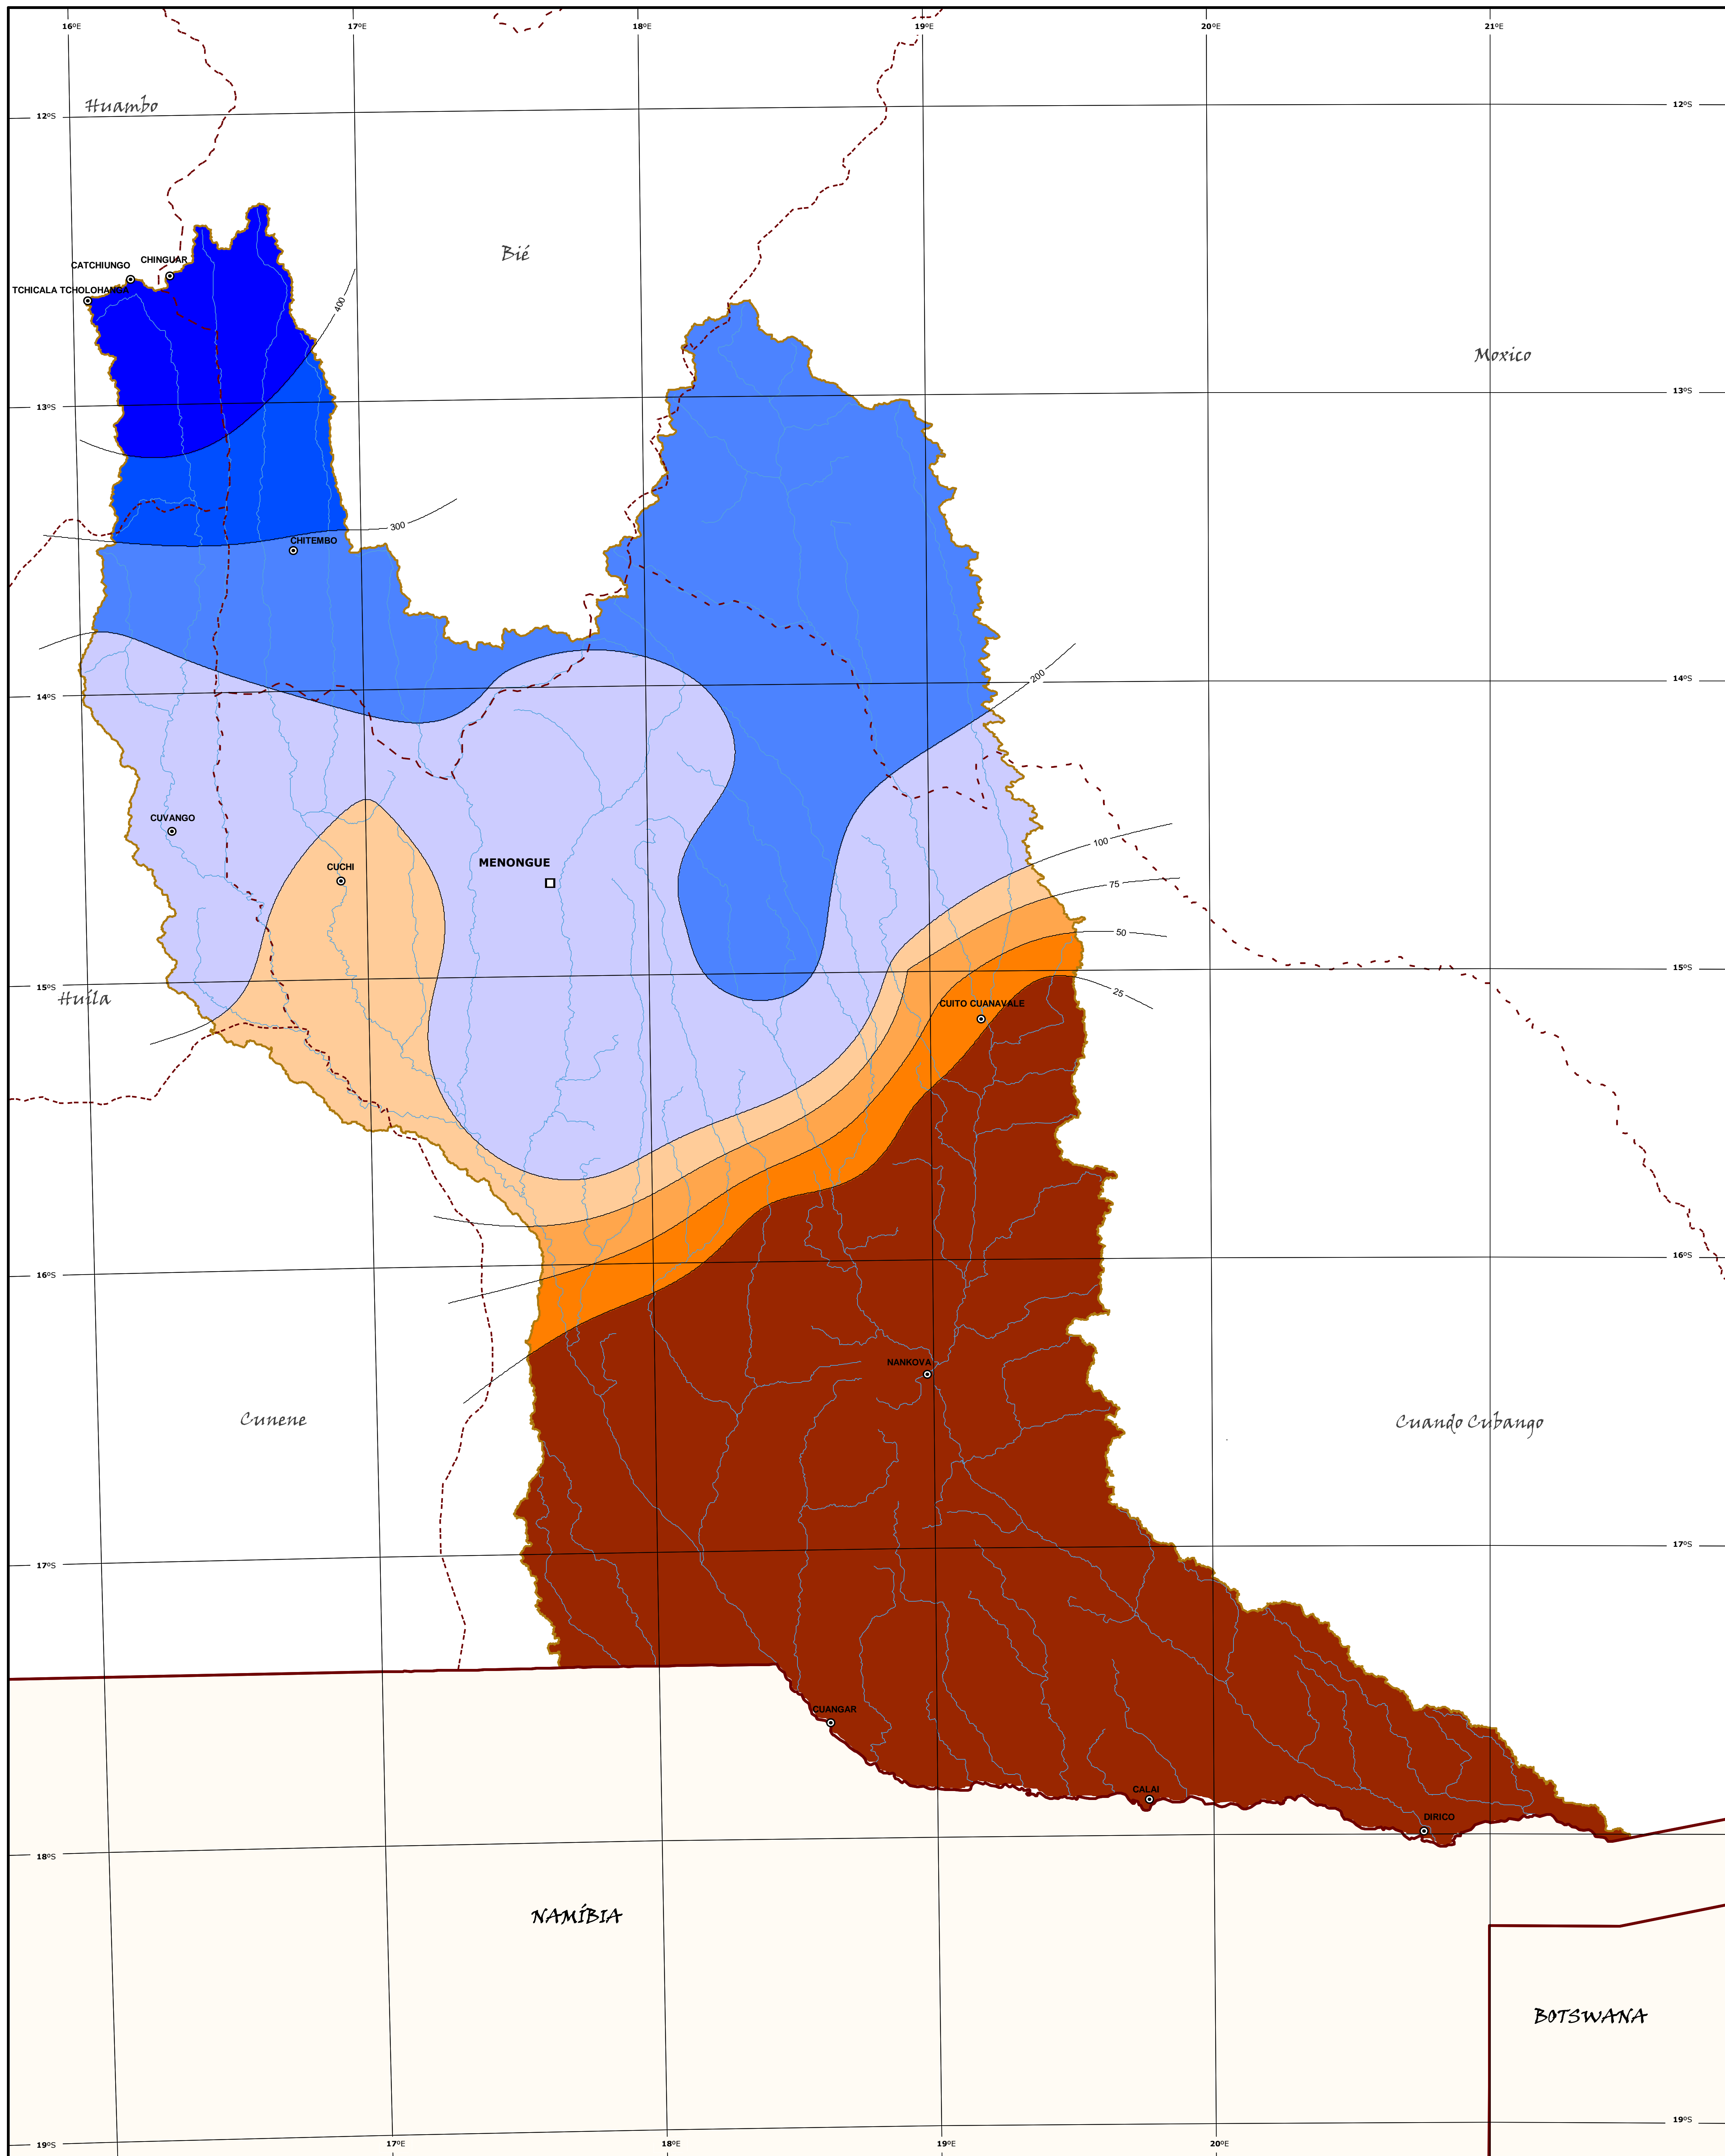 16ºE 17ºE 18ºE 19ºE 20ºE 21ºE
Huambo
12ºS 12ºS
Bié
CHINGUAR
CATCHIUNGO
TCHICALA TCHOLOHANGA
400
Moxico
13ºS 13ºS
300
CHITEMBO
200
14ºS 14ºS
CUVANGO
100
MENONGUE
CUCHI
75
50
15ºS 15ºS
Huíla
25
CUITO CUANAVALE
16ºS 16ºS
NANKOVA
Cunene
Cuando Cubango
17ºS 17ºS
CUANGAR
CALAI
DIRICO
18ºS
NAMÍBIA
BOTSWANA
19ºS 19ºS
17ºE 18ºE 19ºE 20ºE